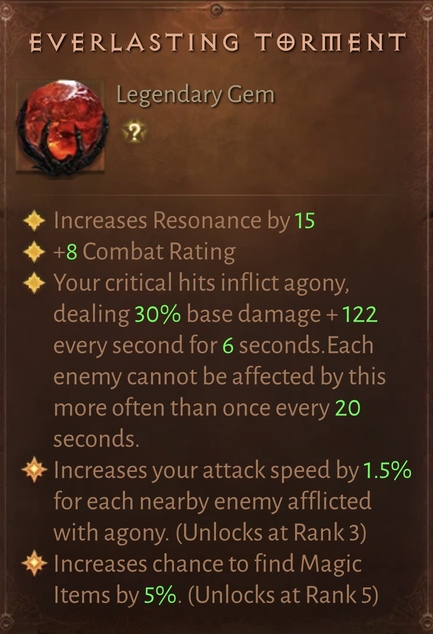 EVERLASTING TORMENT
Legendary Gem
?
Increases Resonance by 15
+8 Combat Rating
Your critical hits inflict agony,
dealing 30% base damage + 122
every second for 6 seconds.Each
enemy cannot be affected by this
more often than once every 20
seconds.
Increases your attack speed by 1.5%
for each nearby enemy afflicted
with agony. (Unlocks at Rank 3)
Increases chance to find Magic
Items by 5%. (Unlocks at Rank 5)